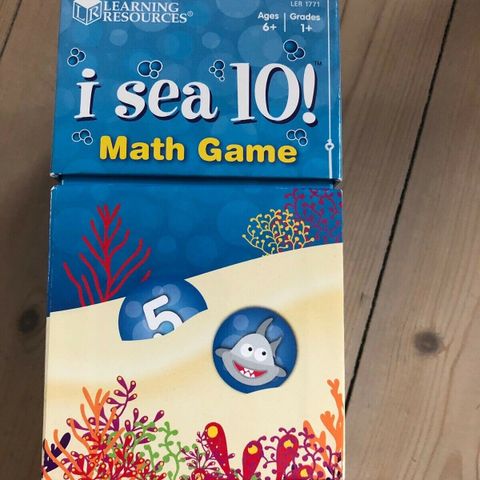 LEARNING
RESOURCES®
LER 1771
Ages 6+
Grades 1+
i sea 10!™
Math Game
5